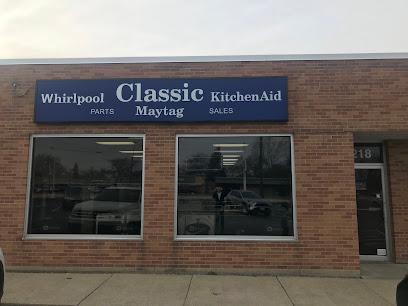 Whirlpool Classic KitchenAid
PARTS Maytag SALES
218